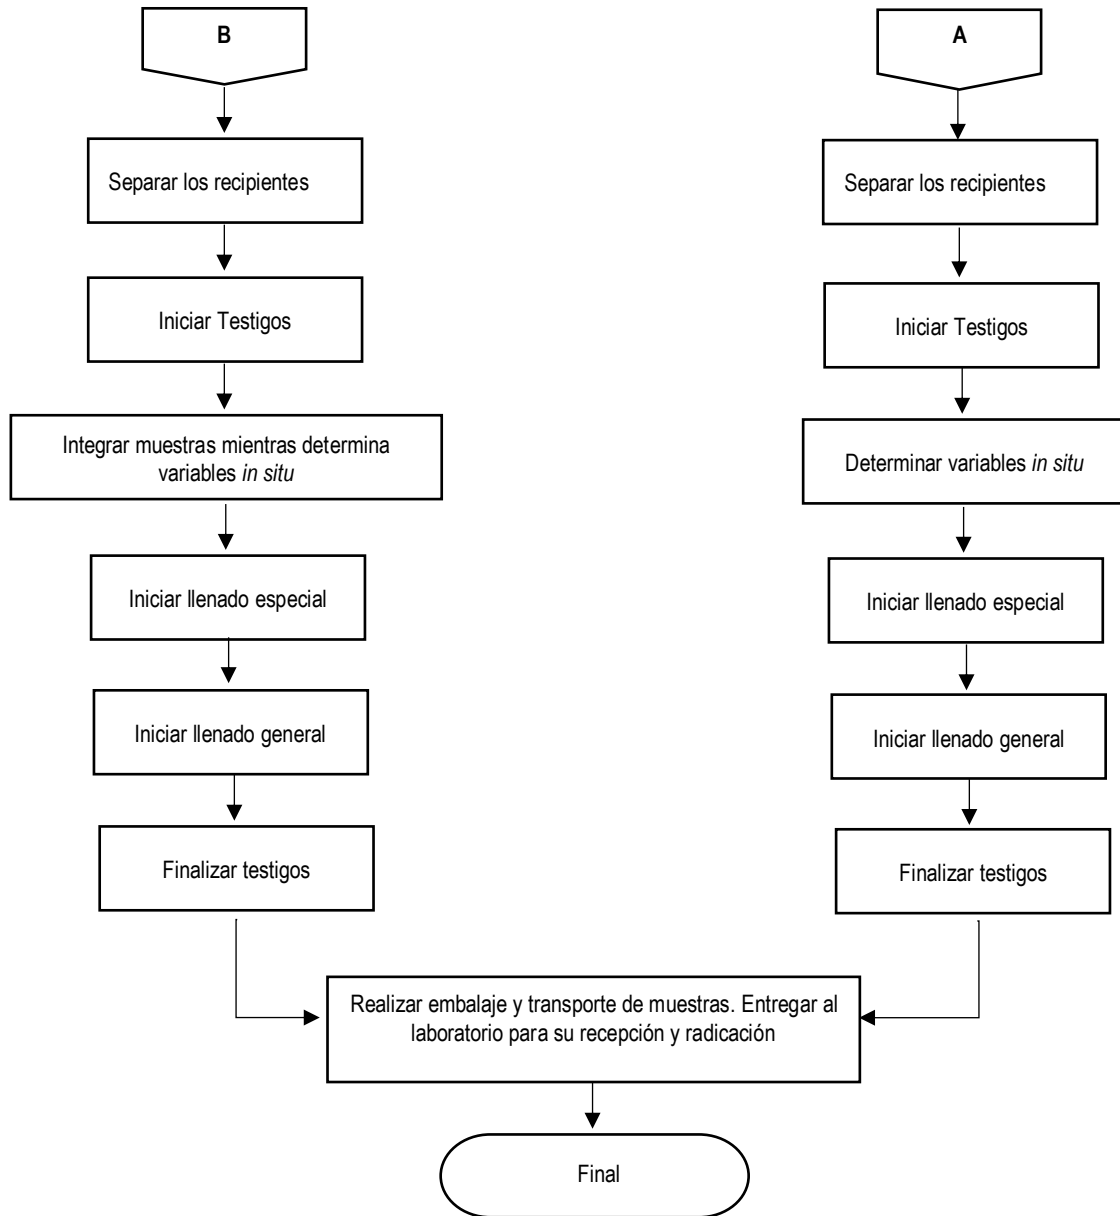 B
Separar los recipientes
Iniciar Testigos
Integrar muestras mientras determina
variables in situ
Iniciar llenado especial
Iniciar llenado general
Finalizar testigos
A
Separar los recipientes
Iniciar Testigos
Determinar variables in situ
Iniciar llenado especial
Iniciar llenado general
Finalizar testigos
Realizar embalaje y transporte de muestras. Entregar al
laboratorio para su recepción y radicación
Final